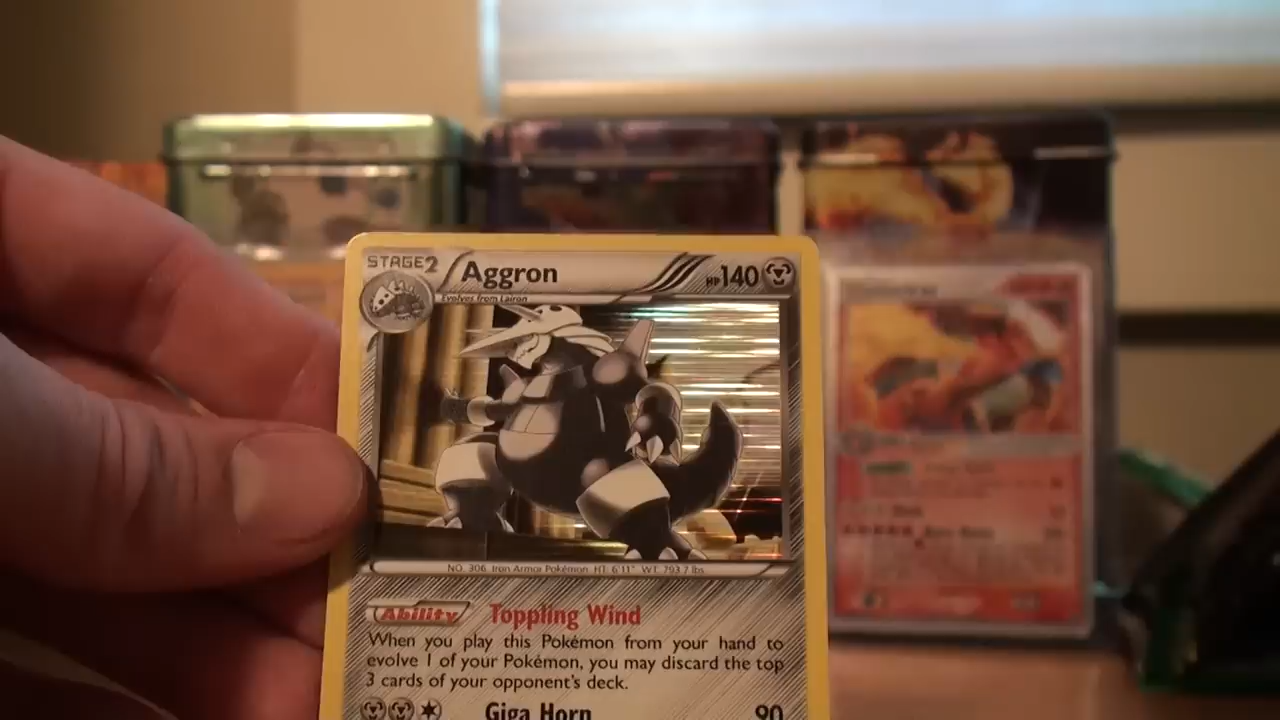 STAGE2 Aggron HP140
Evolves from Lairon
NO. 306 Iron Armor Pokémon HT: 6'11" WT: 793.7 lbs
Ability Toppling Wind
When you play this Pokémon from your hand to
evolve 1 of your Pokémon, you may discard the top
3 cards of your opponent's deck.
Giga Horn 90